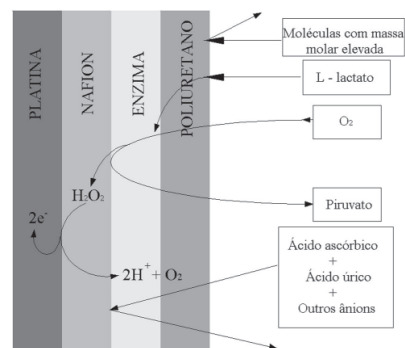 PLATINA
NAFION
ENZIMA
POLIURETANO
Moléculas com massa
molar elevada
L - lactato
O₂
H₂O₂
2e⁻
Piruvato
2H⁺ + O₂
Ácido ascórbico
+
Ácido úrico
+
Outros ânions